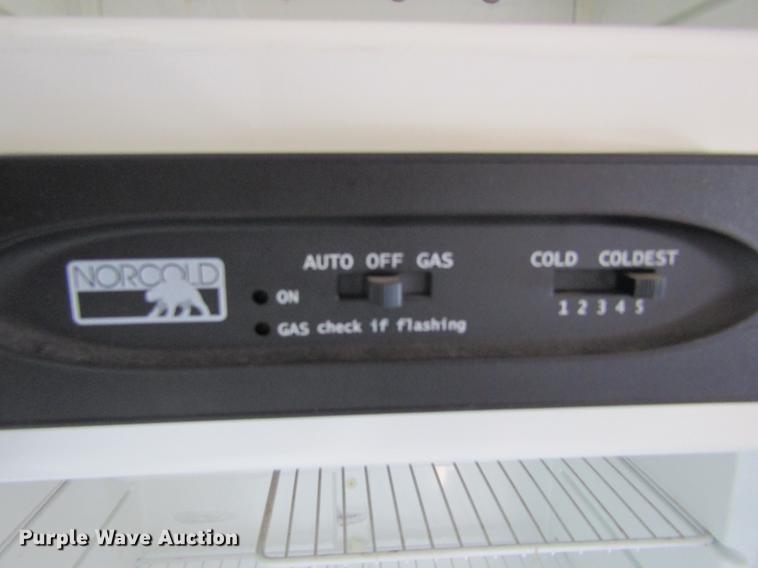 NORCOLD
AUTO OFF GAS
COLD COLDEST
ON
1 2 3 4 5
GAS check if flashing
Purple Wave Auction